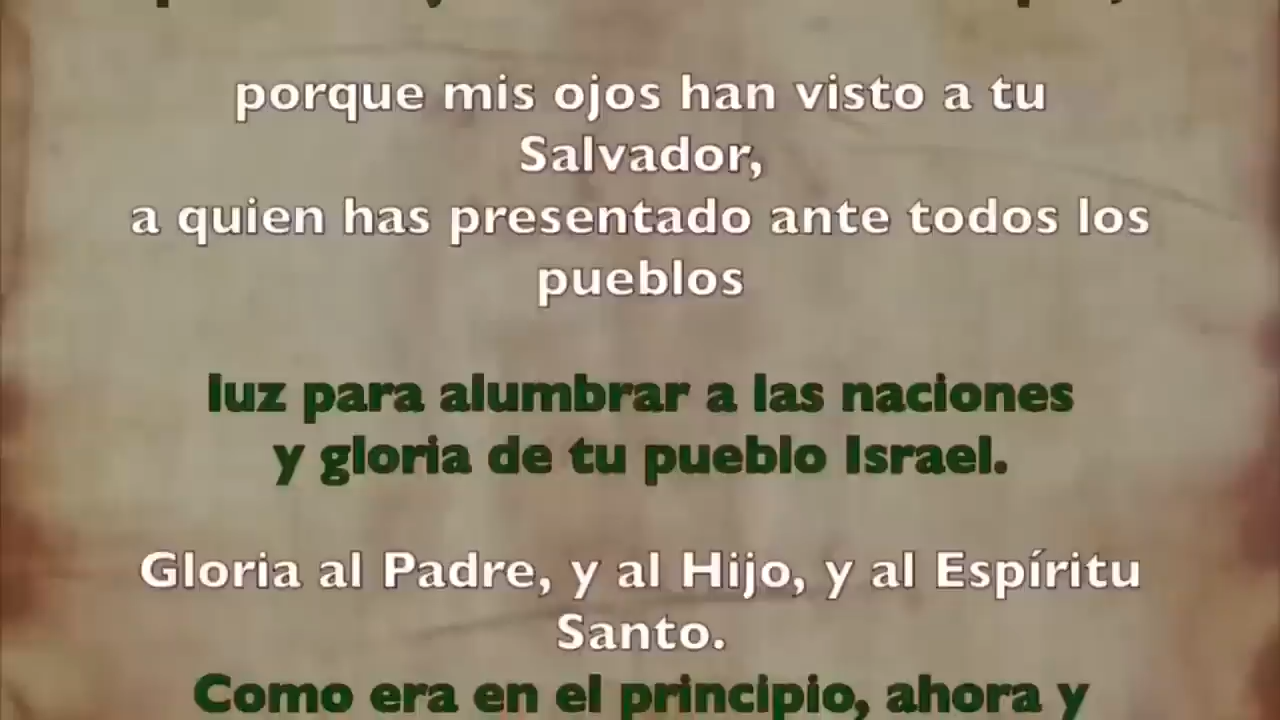 porque mis ojos han visto a tu
Salvador,
a quien has presentado ante todos los
pueblos
luz para alumbrar a las naciones
y gloria de tu pueblo Israel.
Gloria al Padre, y al Hijo, y al Espíritu
Santo.
Como era en el principio, ahora y